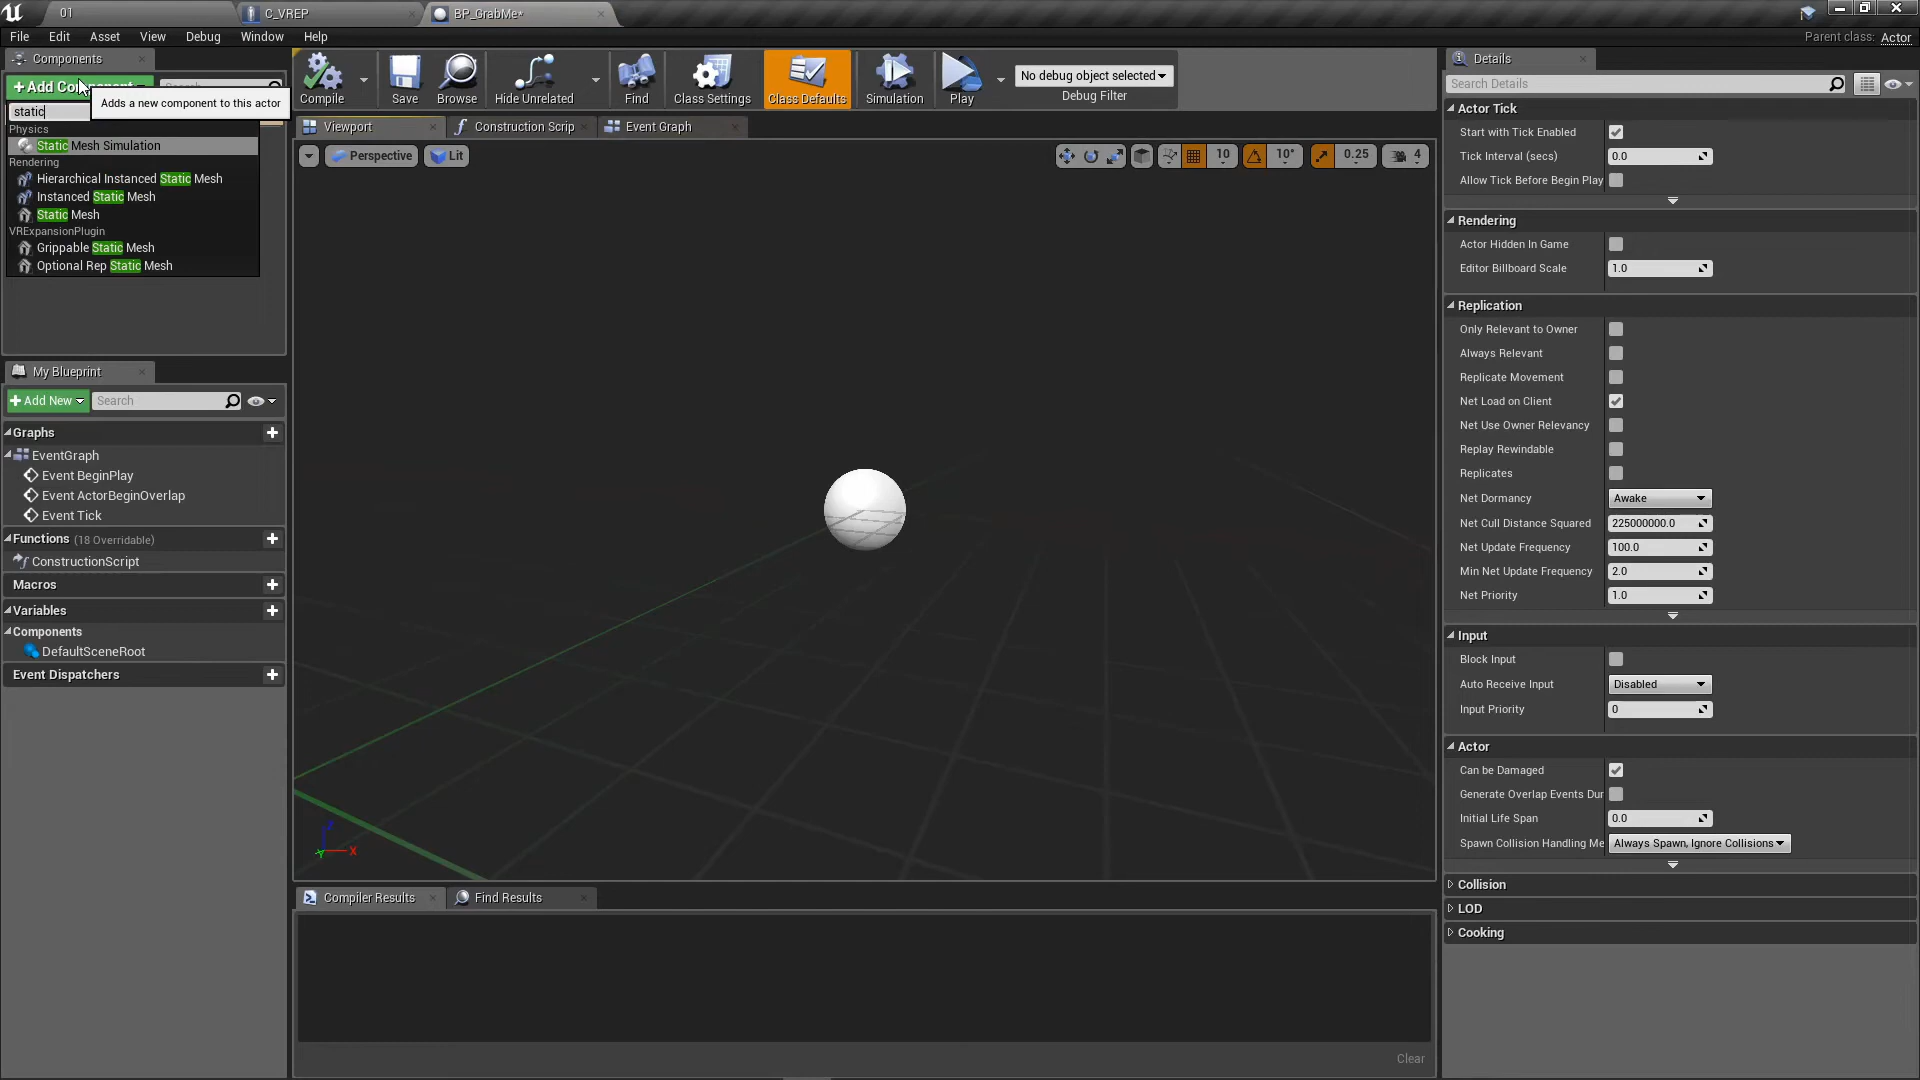 01
C_VREP
BP_GrabMe*
File Edit Asset View Debug Window Help
Parent class: Actor
Components
Adds a new component to this actor
static
Physics
Static Mesh Simulation
Rendering
Hierarchical Instanced Static Mesh
Instanced Static Mesh
Static Mesh
VRExpansionPlugin
Grippable Static Mesh
Optional Rep Static Mesh
My Blueprint
Add New
Search
Graphs
EventGraph
Event BeginPlay
Event ActorBeginOverlap
Event Tick
Functions (18 Overridable)
ConstructionScript
Macros
Variables
Components
DefaultSceneRoot
Event Dispatchers
Compile
Save
Browse
Hide Unrelated
Find
Class Settings
Class Defaults
Simulation
Play
No debug object selected
Debug Filter
Viewport
Construction Scrip
Event Graph
Perspective
Lit
10
10°
0.25
4
Z
X
Y
Compiler Results
Find Results
Clear
Details
Search Details
Actor Tick
Start with Tick Enabled
Tick Interval (secs) 0.0
Allow Tick Before Begin Play
Rendering
Actor Hidden In Game
Editor Billboard Scale 1.0
Replication
Only Relevant to Owner
Always Relevant
Replicate Movement
Net Load on Client
Net Use Owner Relevancy
Replay Rewindable
Replicates
Net Dormancy Awake
Net Cull Distance Squared 225000000.0
Net Update Frequency 100.0
Min Net Update Frequency 2.0
Net Priority 1.0
Input
Block Input
Auto Receive Input Disabled
Input Priority 0
Actor
Can be Damaged
Generate Overlap Events Dur
Initial Life Span 0.0
Spawn Collision Handling Me Always Spawn, Ignore Collisions
Collision
LOD
Cooking